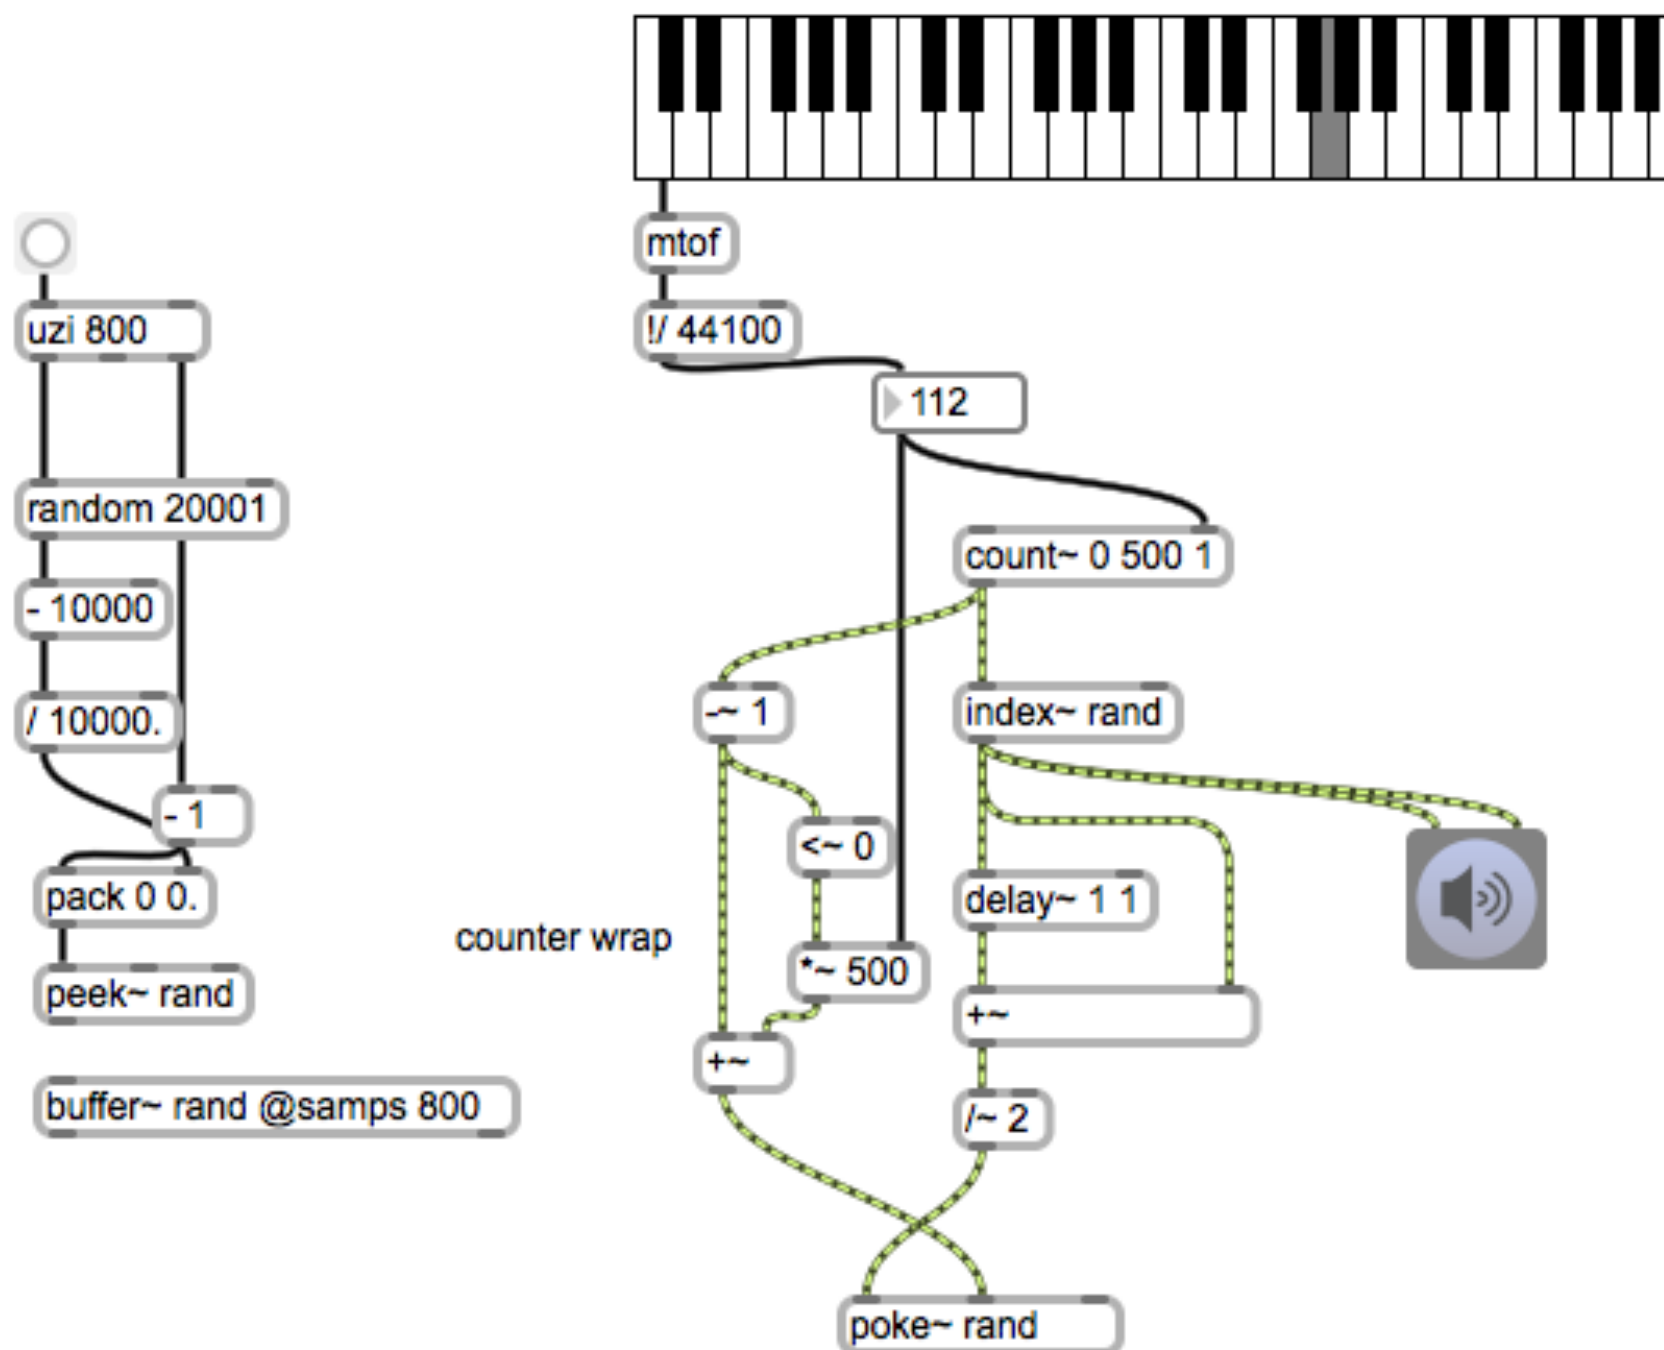 mtof
uzi 800
!/ 44100
112
random 20001
count~ 0 500 1
- 10000
-~ 1
index~ rand
/ 10000.
- 1
<~ 0
pack 0 0.
delay~ 1 1
counter wrap
*~ 500
peek~ rand
+~
+~
buffer~ rand @samps 800
/~ 2
poke~ rand